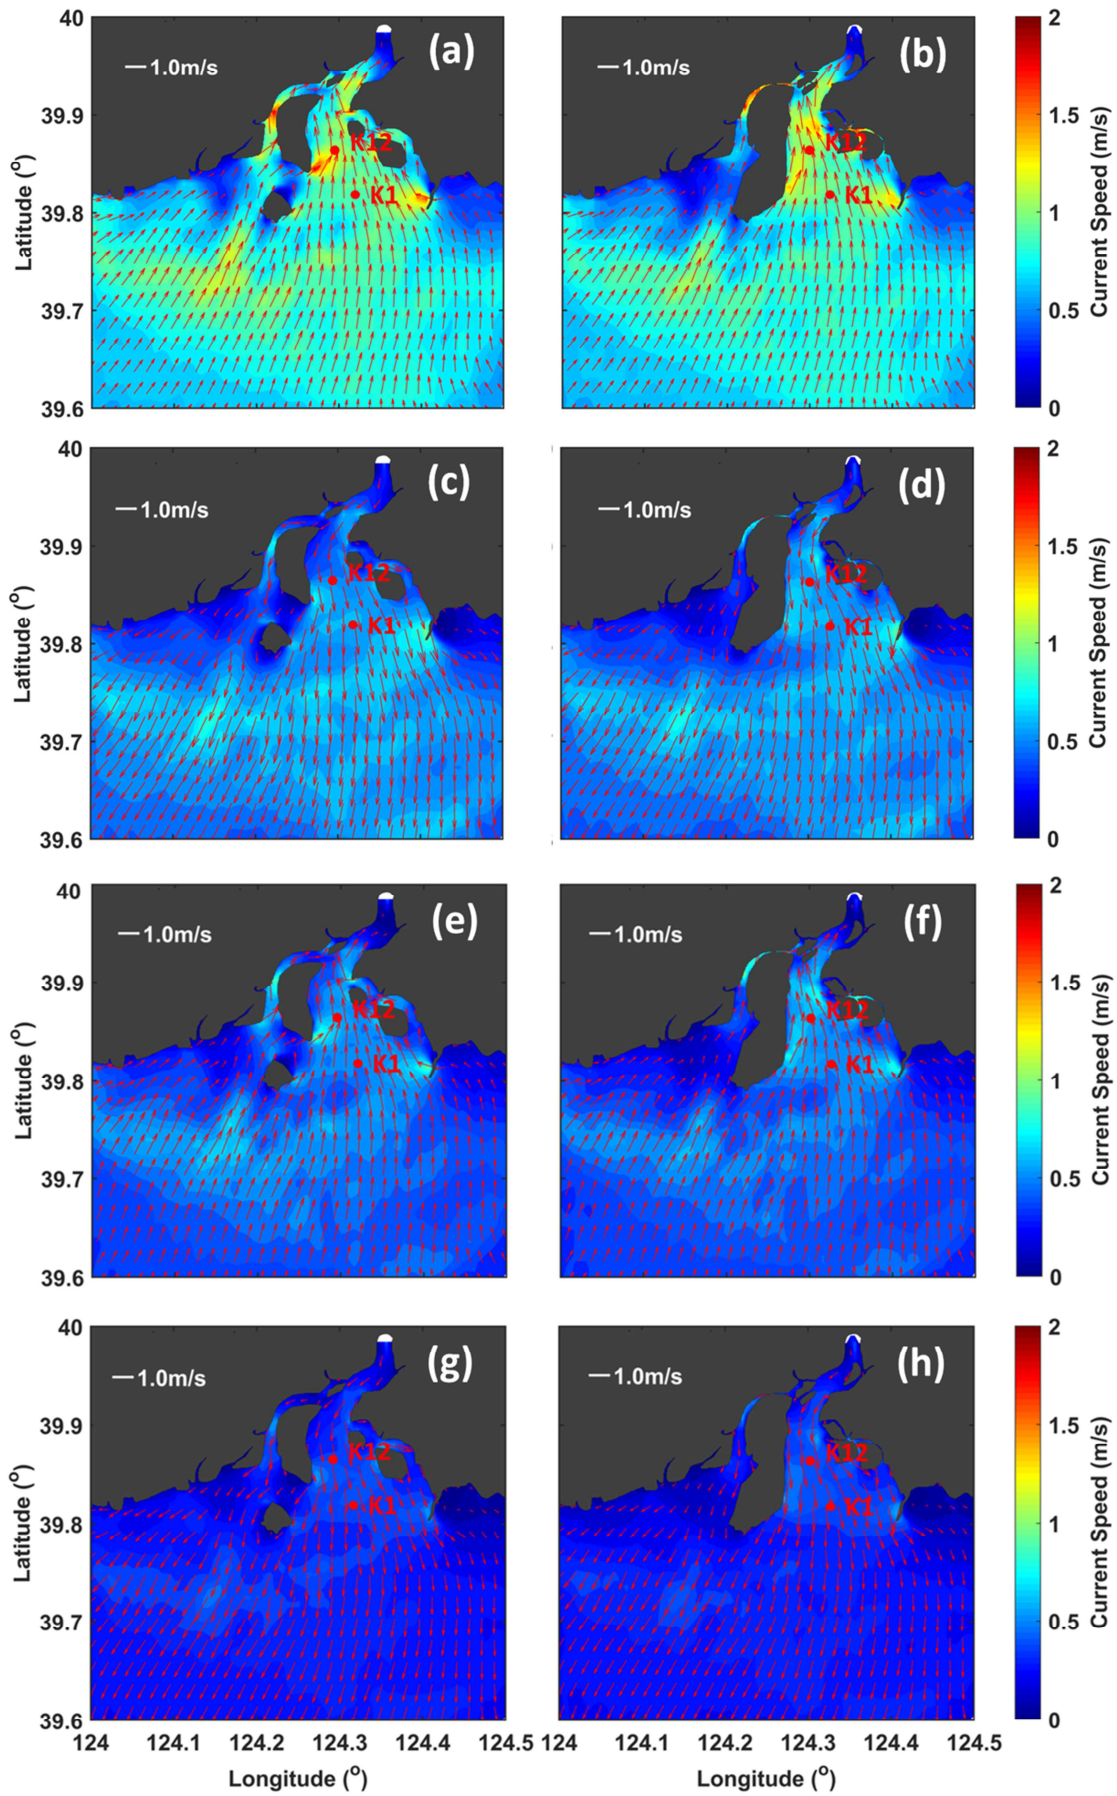 40
39.9
39.8
39.7
39.6
Latitude (o)
(a)
1.0m/s
K12
K1
(b)
1.0m/s
K12
K1
2
1.5
1
0.5
0
Current Speed (m/s)
40
39.9
39.8
39.7
39.6
Latitude (o)
(c)
1.0m/s
K12
K1
(d)
1.0m/s
K12
K1
2
1.5
1
0.5
0
Current Speed (m/s)
40
39.9
39.8
39.7
39.6
Latitude (o)
(e)
1.0m/s
K12
K1
(f)
1.0m/s
K12
K1
2
1.5
1
0.5
0
Current Speed (m/s)
40
39.9
39.8
39.7
39.6
Latitude (o)
(g)
1.0m/s
K12
K1
(h)
1.0m/s
K12
K1
2
1.5
1
0.5
0
Current Speed (m/s)
124 124.1 124.2 124.3 124.4 124.5
124 124.1 124.2 124.3 124.4 124.5
Longitude (o)
Longitude (o)